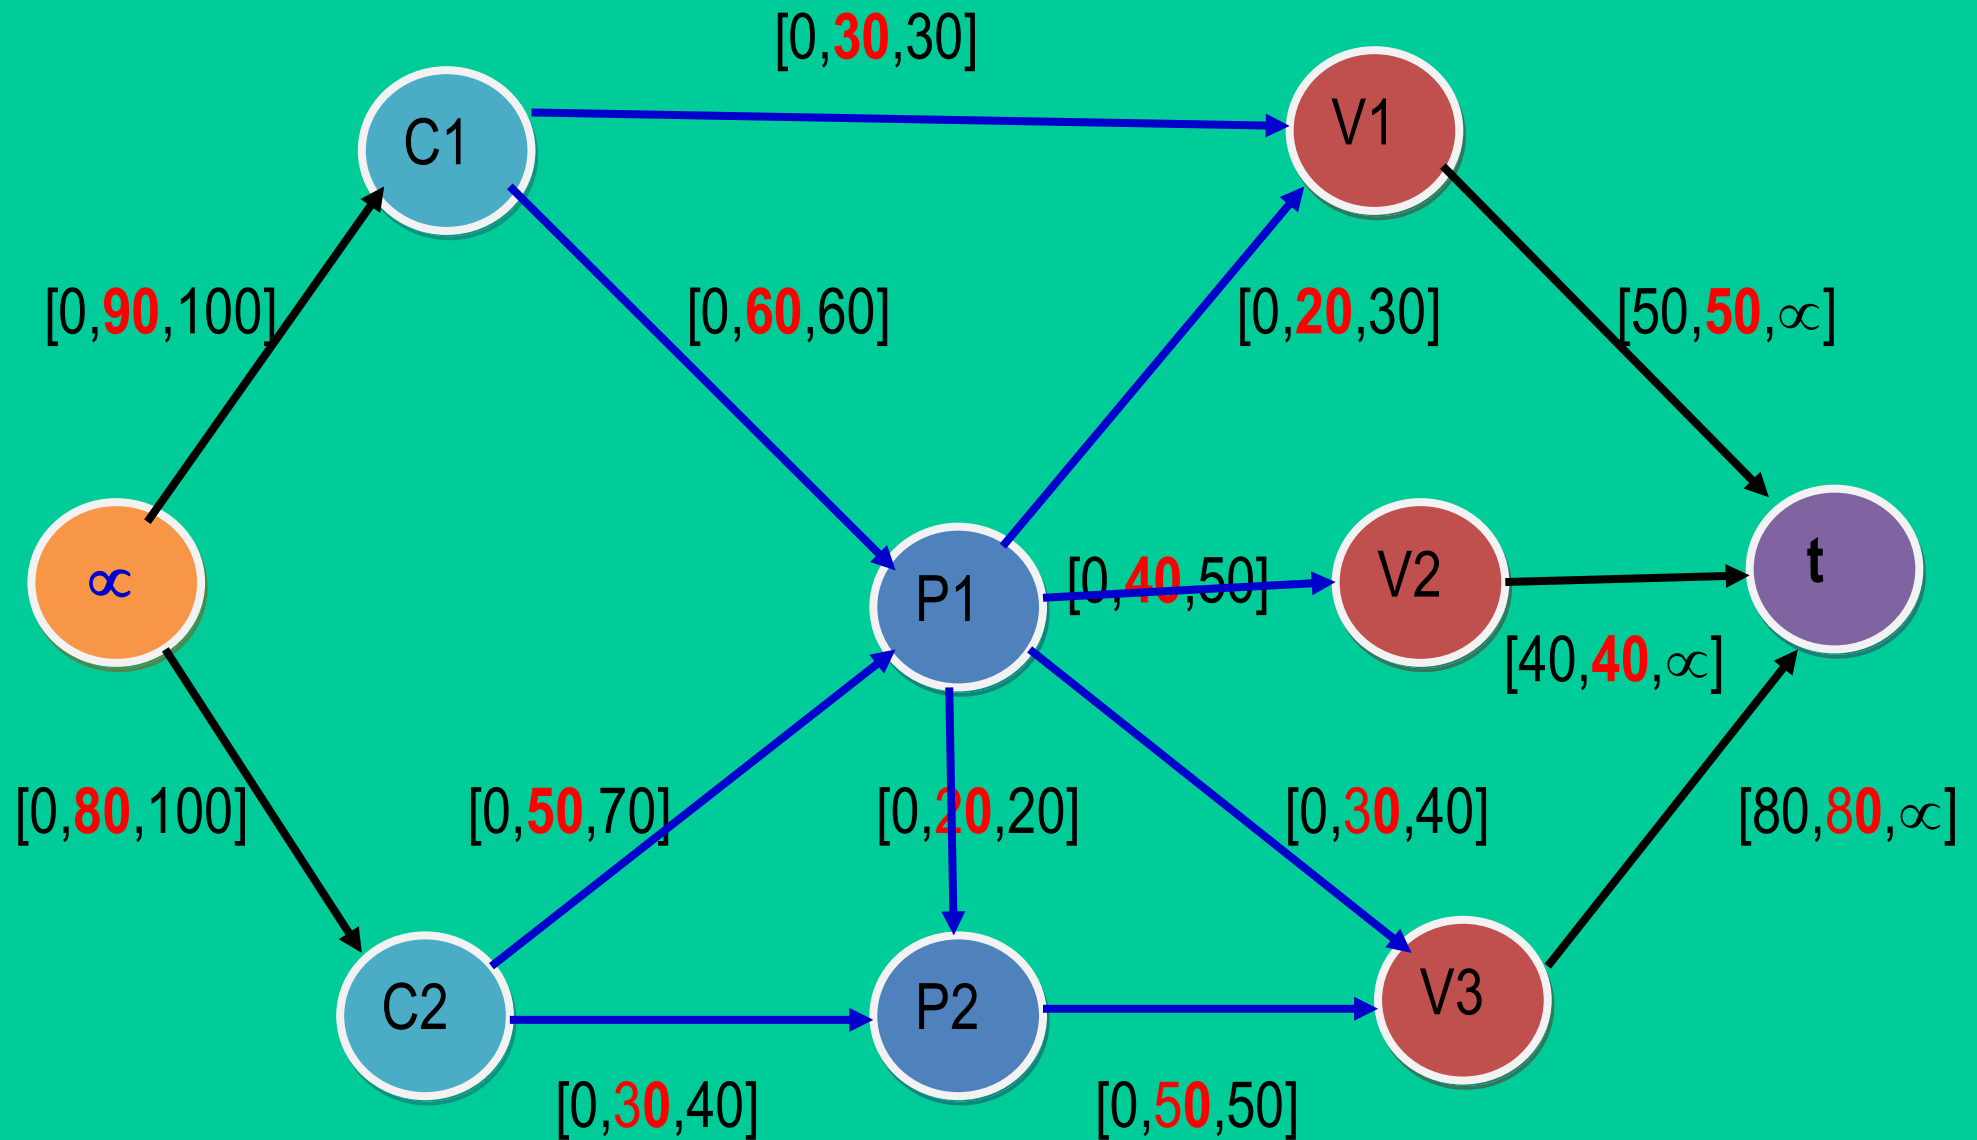 [0,30,30]
C1
V1
[0,90,100]
[0,60,60]
[0,20,30]
[50,50,∝]
∝
P1
[0,40,50]
V2
t
[40,40,∝]
[0,80,100]
[0,50,70]
[0,20,20]
[0,30,40]
[80,80,∝]
C2
P2
V3
[0,30,40]
[0,50,50]